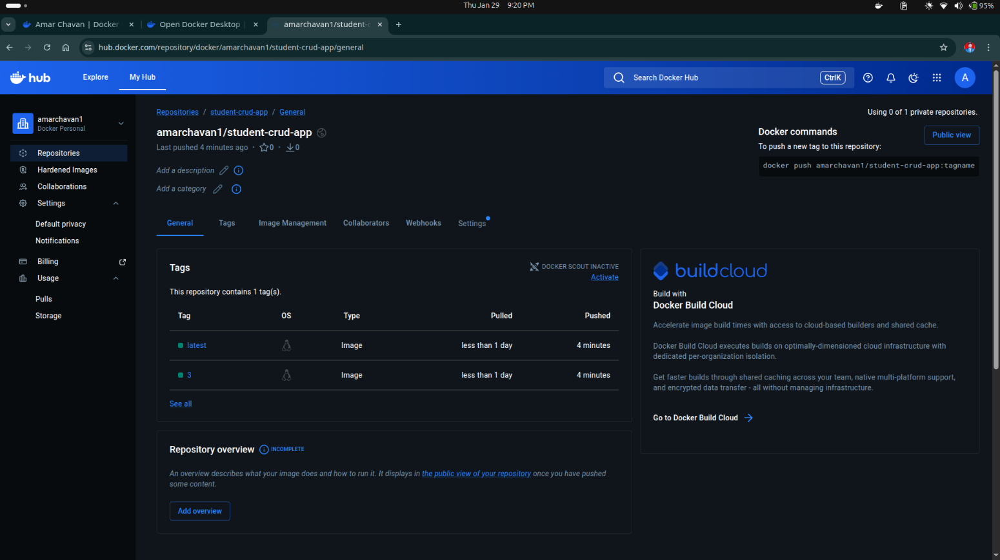 Thu Jan 29 9:20 PM
95%
Amar Chavan | Docker
Open Docker Desktop
amarchavan1/student-c
hub.docker.com/repository/docker/amarchavan1/student-crud-app/general
hub
Explore
My Hub
Search Docker Hub
CtrlK
A
amarchavan1
Docker Personal
Repositories
Hardened Images
Collaborations
Settings
Default privacy
Notifications
Billing
Usage
Pulls
Storage
Repositories / student-crud-app / General
Using 0 of 1 private repositories.
amarchavan1/student-crud-app
Last pushed 4 minutes ago · 0 · 0
Add a description
Add a category
Docker commands
Public view
To push a new tag to this repository:
docker push amarchavan1/student-crud-app:tagname
General Tags Image Management Collaborators Webhooks Settings
Tags
DOCKER SCOUT INACTIVE
Activate
This repository contains 1 tag(s).
Tag OS Type Pulled Pushed
latest Image less than 1 day 4 minutes
3 Image less than 1 day 4 minutes
See all
Repository overview INCOMPLETE
An overview describes what your image does and how to run it. It displays in the public view of your repository once you have pushed
some content.
Add overview
buildcloud
Build with
Docker Build Cloud
Accelerate image build times with access to cloud-based builders and shared cache.
Docker Build Cloud executes builds on optimally-dimensioned cloud infrastructure with
dedicated per-organization isolation.
Get faster builds through shared caching across your team, native multi-platform support,
and encrypted data transfer - all without managing infrastructure.
Go to Docker Build Cloud